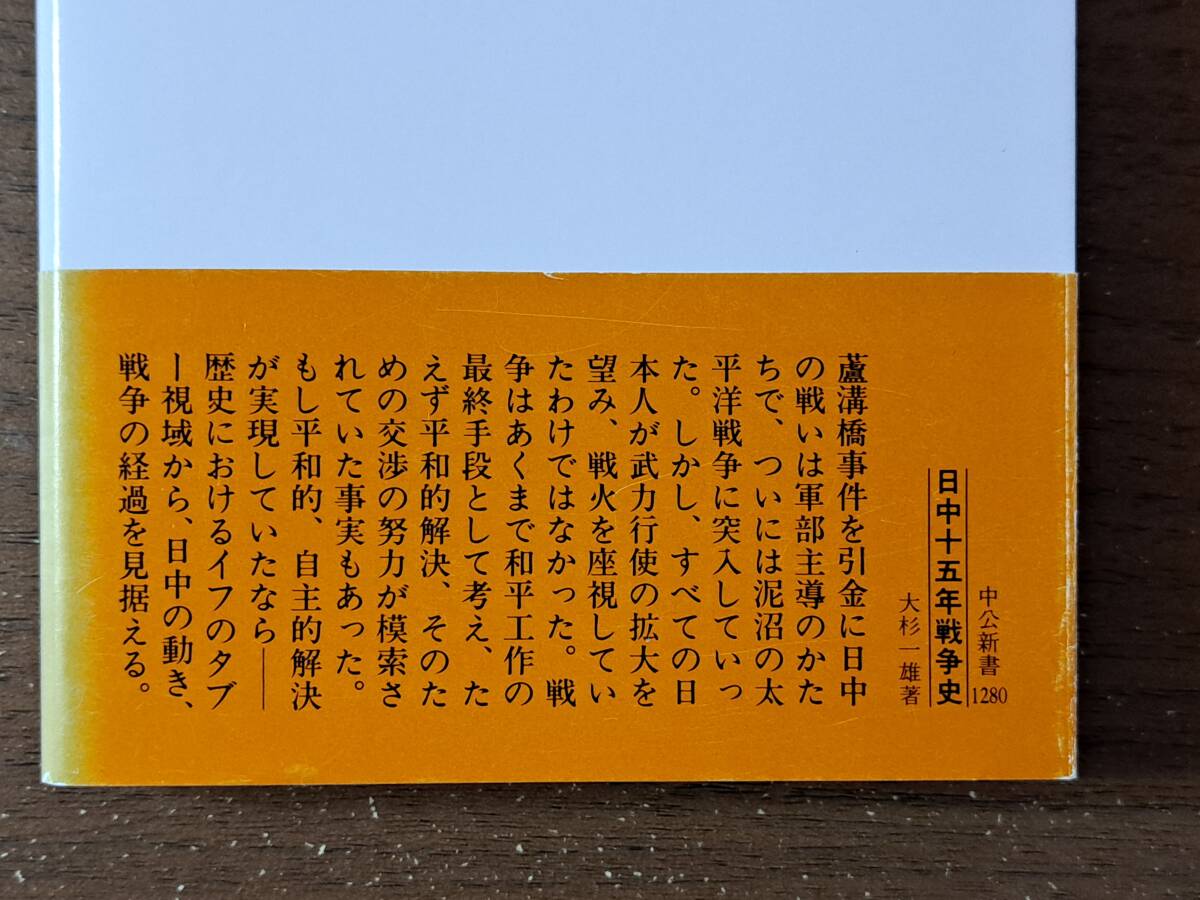 中公新書
1280
日中十五年戦争史
大杉一雄著
蘆溝橋事件を引金に日中
の戦いは軍部主導のかた
ちで、ついには泥沼の太
平洋戦争に突入していっ
た。しかし、すべての日
本人が武力行使の拡大を
望み、戦火を座視してい
たわけではなかった。戦
争はあくまで和平工作の
最終手段として考え、た
えず平和的解決、そのた
めの交渉の努力が模索さ
れていた事実もあった。
もし平和的、自主的解決
が実現していたなら――
歴史におけるイフのタブ
ー視域から、日中の動き、
戦争の経過を見据える。